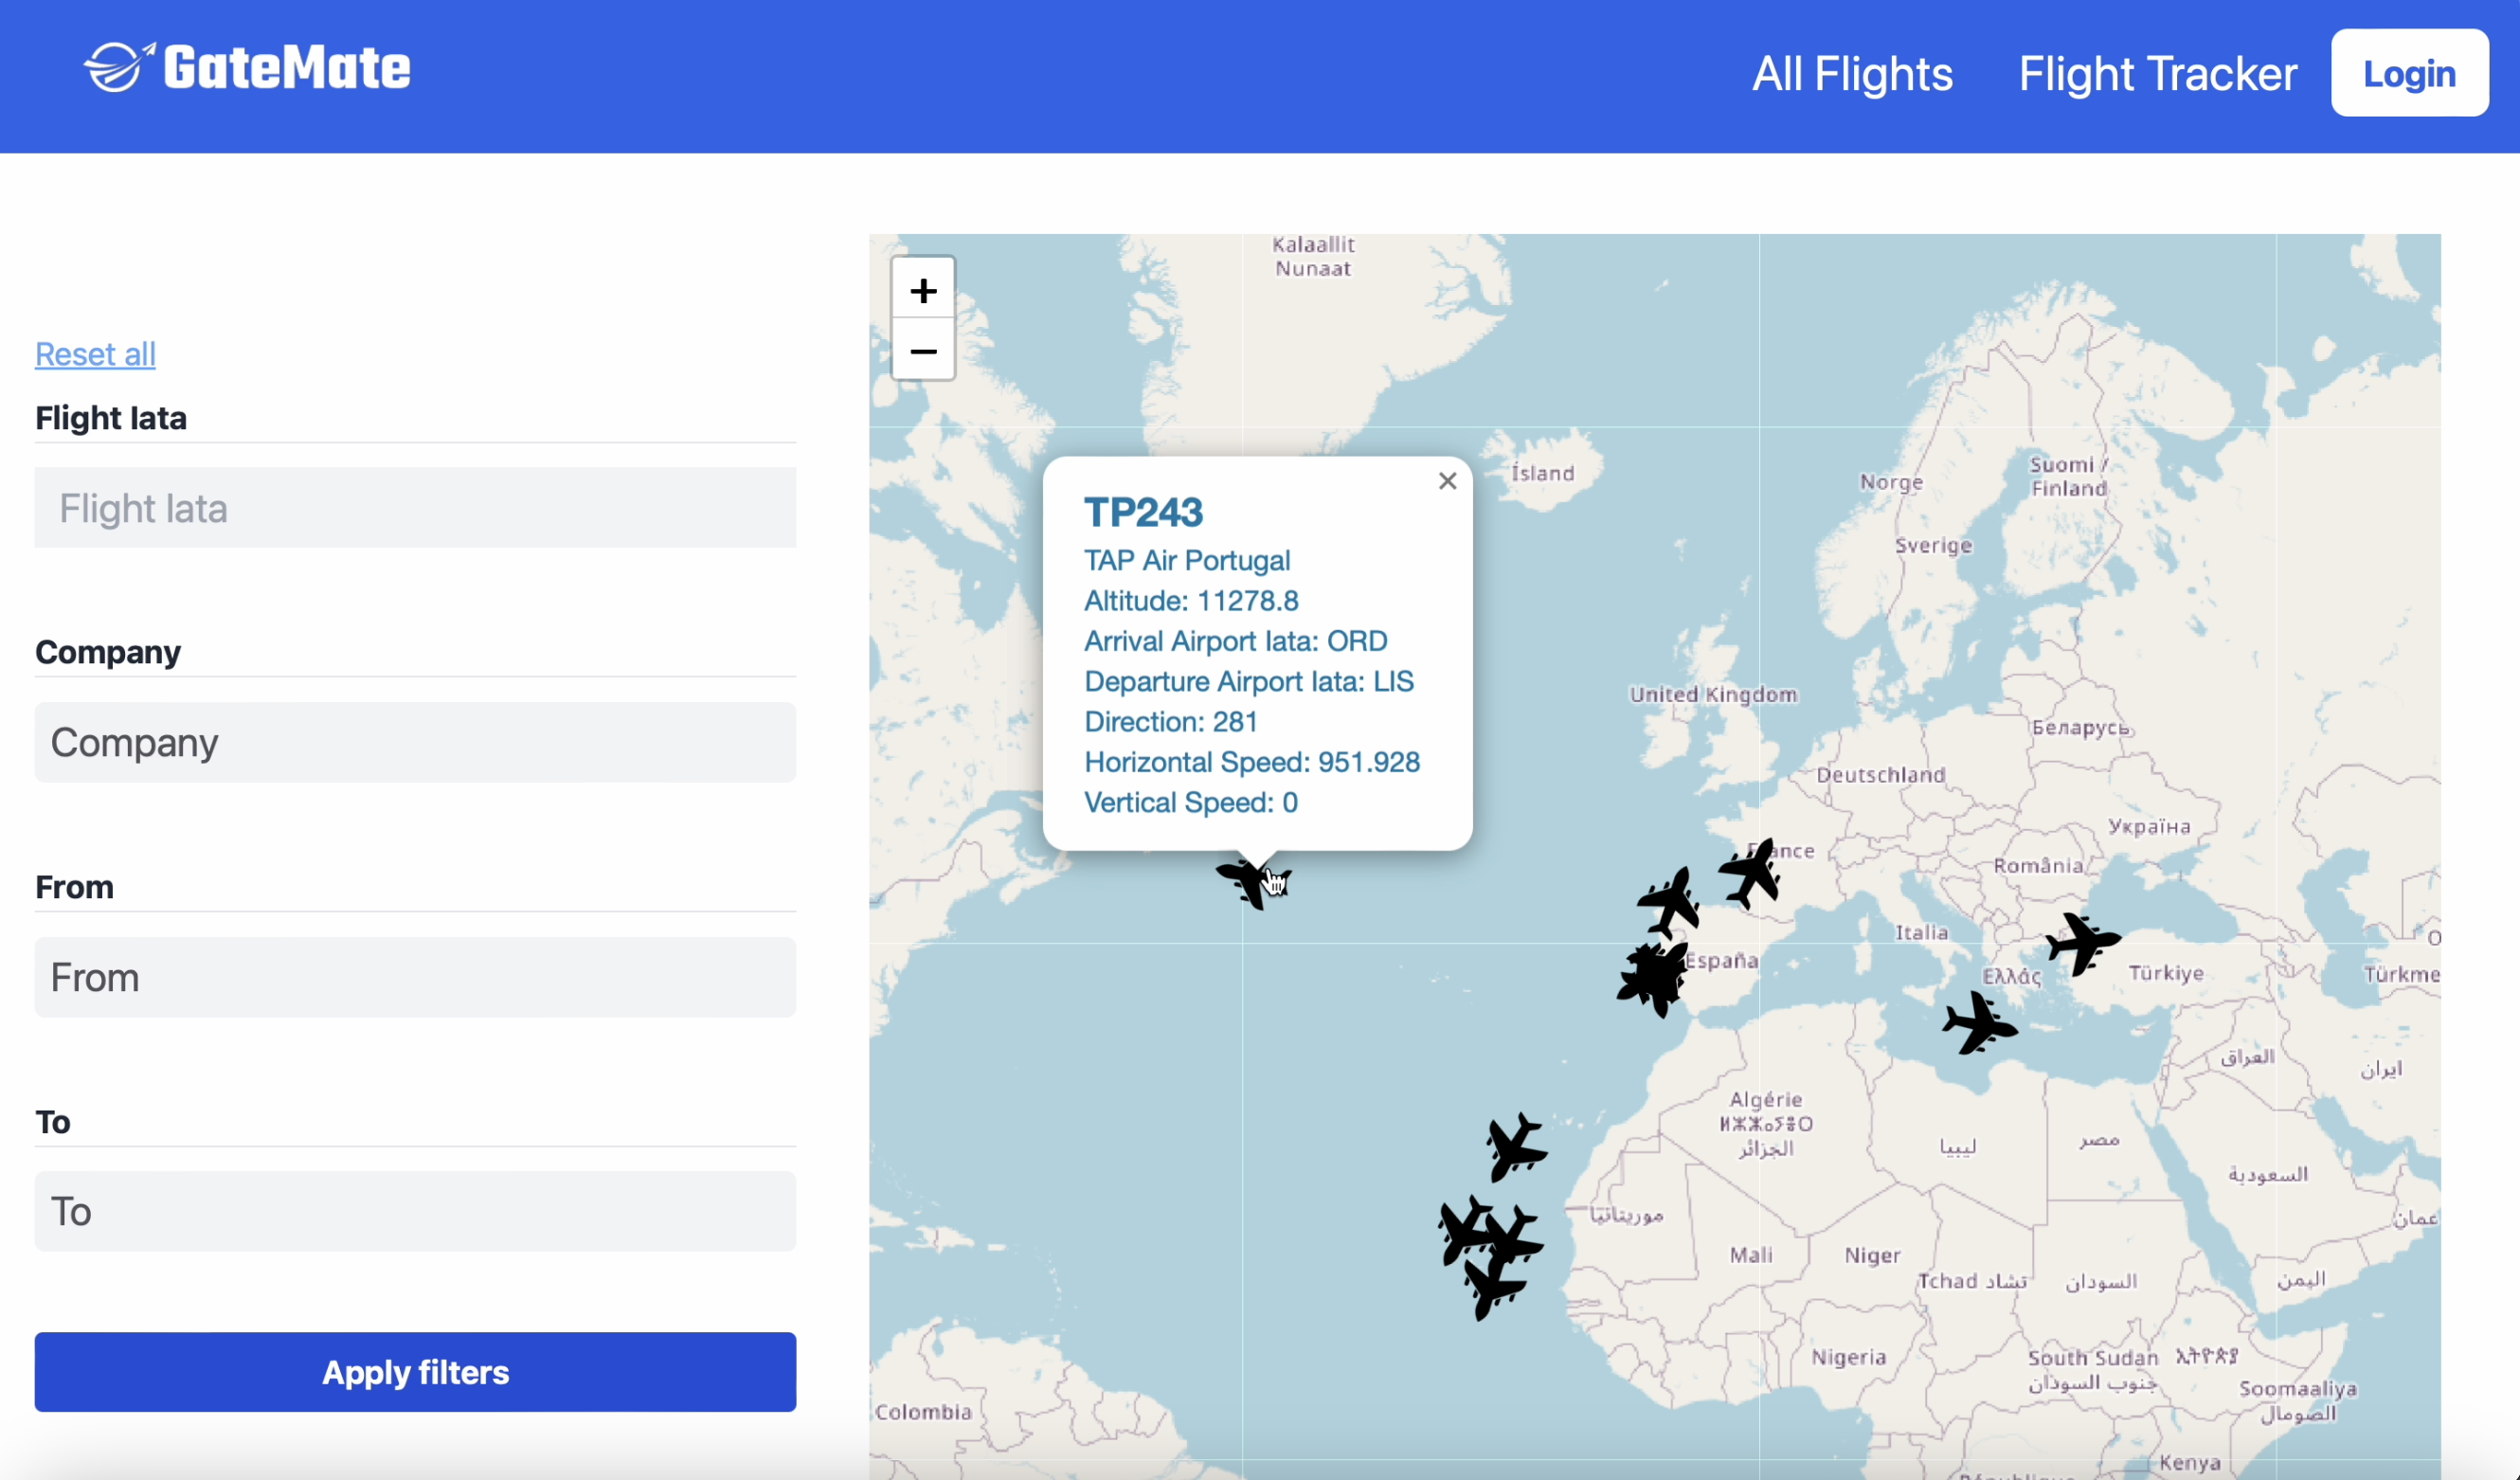 GateMate
All Flights
Flight Tracker
Login
Reset all
Flight Iata
Flight Iata
Company
Company
From
From
To
To
Apply filters
+
−
Kalaallit
Nunaat
×
TP243
TAP Air Portugal
Altitude: 11278.8
Arrival Airport Iata: ORD
Departure Airport Iata: LIS
Direction: 281
Horizontal Speed: 951.928
Vertical Speed: 0
Ísland
Norge
Suomi /
Finland
Sverige
United Kingdom
Беларусь
Deutschland
Україна
France
România
Italia
España
Ελλάς
Türkiye
Türkme
العراق
ایران
Algérie
ⵍⵣⵣⴰⵢⴻⵔ
الجزائر
ليبيا
مصر
السعودية
موريتانيا
عمان
Mali
Niger
Tchad تشاد
السودان
اليمن
Nigeria
South Sudan
جنوب السودان
ኢትዮጵያ
Soomaaliya
الصومال
Colombia
Kenya